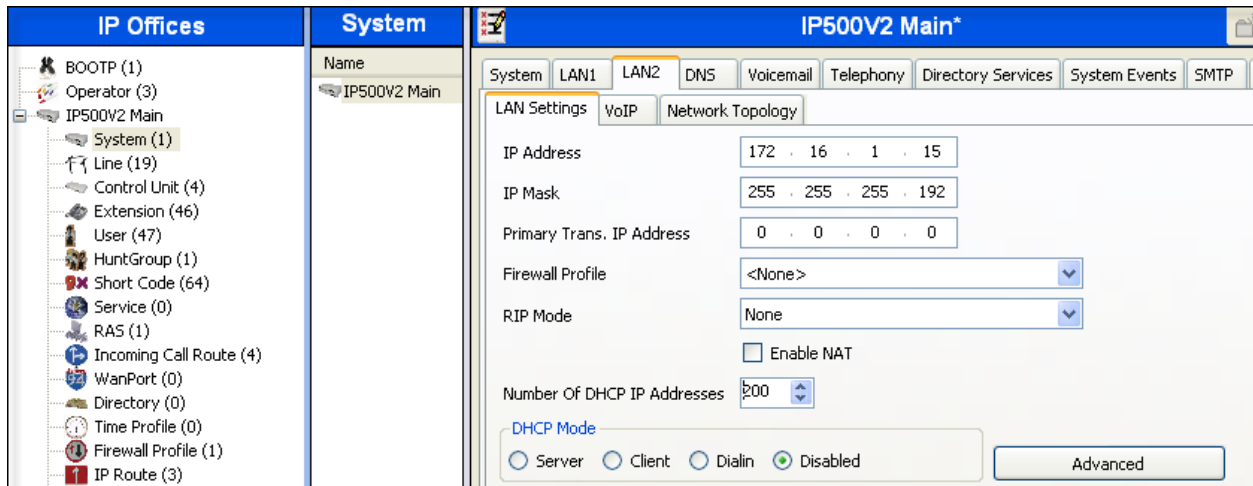 IP Offices
BOOTP (1)
Operator (3)
IP500V2 Main
System (1)
Line (19)
Control Unit (4)
Extension (46)
User (47)
HuntGroup (1)
Short Code (64)
Service (0)
RAS (1)
Incoming Call Route (4)
WanPort (0)
Directory (0)
Time Profile (0)
Firewall Profile (1)
IP Route (3)
System
Name
IP500V2 Main
IP500V2 Main*
System LAN1 LAN2 DNS Voicemail Telephony Directory Services System Events SMTP
LAN Settings VoIP Network Topology
IP Address 172 . 16 . 1 . 15
IP Mask 255 . 255 . 255 . 192
Primary Trans. IP Address 0 . 0 . 0 . 0
Firewall Profile <None>
RIP Mode None
Enable NAT
Number Of DHCP IP Addresses 200
DHCP Mode
Server Client Dialin Disabled Advanced